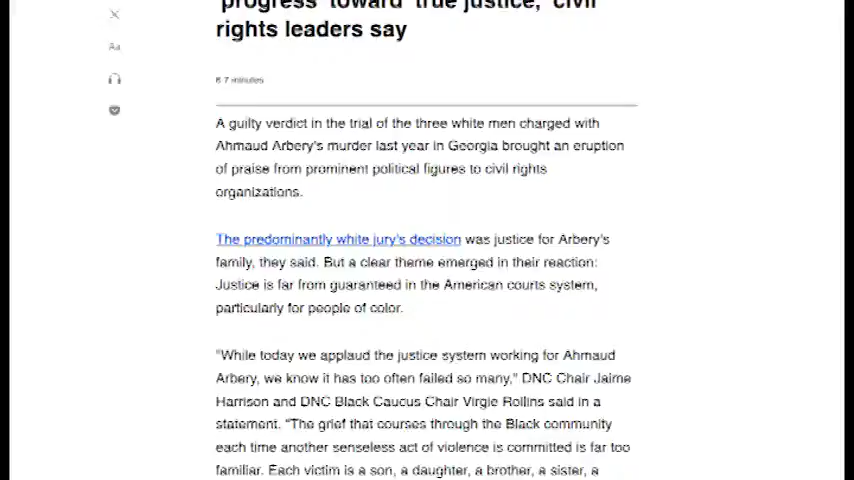 'progress' toward 'true justice,' civil
rights leaders say
Aa
6-7 minutes
A guilty verdict in the trial of the three white men charged with
Ahmaud Arbery's murder last year in Georgia brought an eruption
of praise from prominent political figures to civil rights
organizations.
The predominantly white jury's decision was justice for Arbery's
family, they said. But a clear theme emerged in their reaction:
Justice is far from guaranteed in the American courts system,
particularly for people of color.
"While today we applaud the justice system working for Ahmaud
Arbery, we know it has too often failed so many," DNC Chair Jaime
Harrison and DNC Black Caucus Chair Virgie Rollins said in a
statement. "The grief that courses through the Black community
each time another senseless act of violence is committed is far too
familiar. Each victim is a son, a daughter, a brother, a sister, a